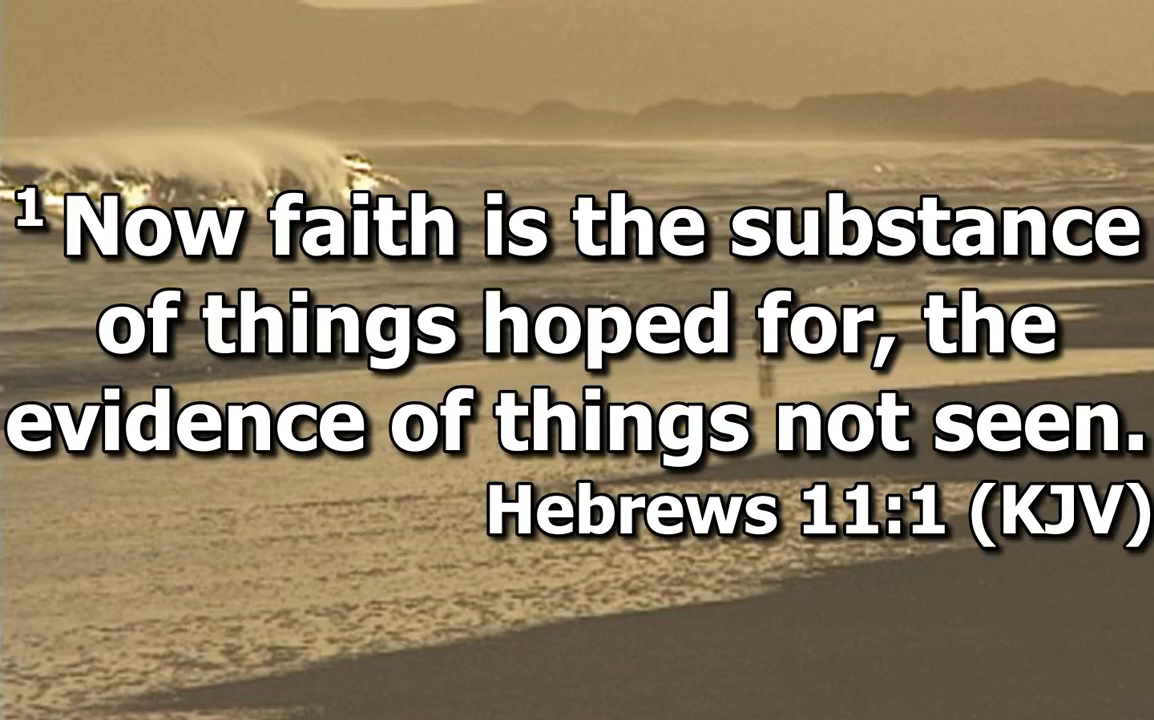 1 Now faith is the substance
of things hoped for, the
evidence of things not seen.
Hebrews 11:1 (KJV)